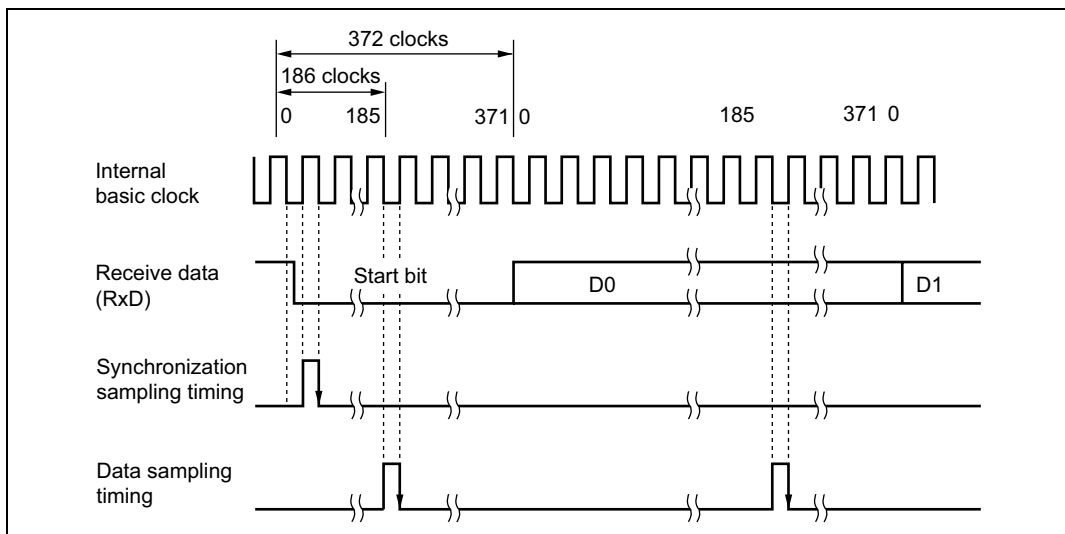 372 clocks
186 clocks
0 185 371 0 185 371 0
Internal
basic clock
Receive data
(RxD)
Start bit
D0
D1
Synchronization
sampling timing
Data sampling
timing